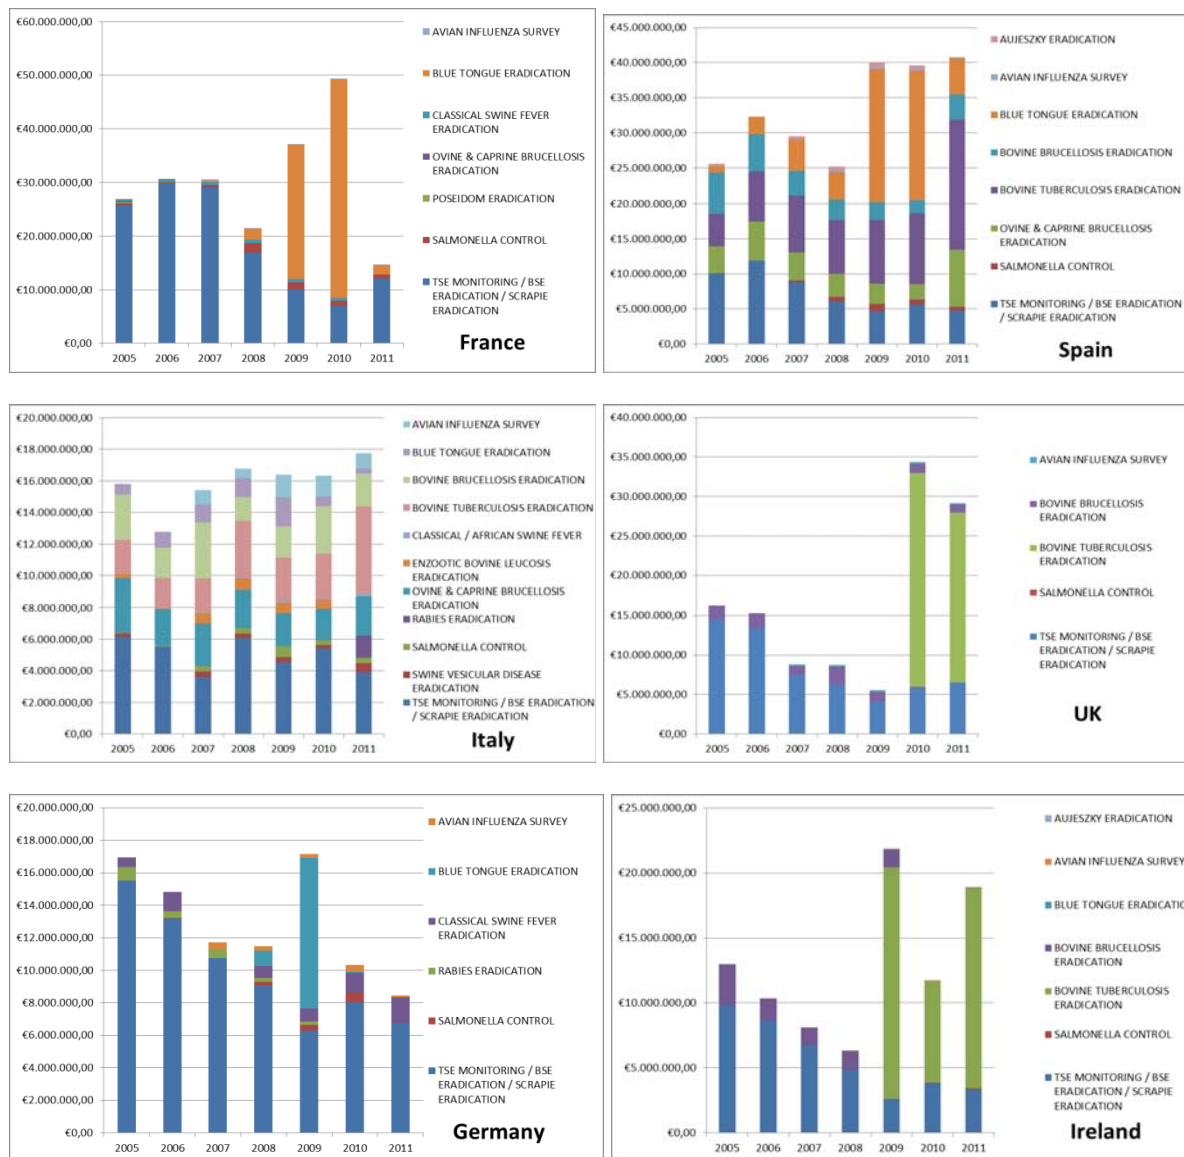 €60.000.000,00
€50.000.000,00
€40.000.000,00
€30.000.000,00
€20.000.000,00
€10.000.000,00
€0,00
2005 2006 2007 2008 2009 2010 2011
AVIAN INFLUENZA SURVEY
BLUE TONGUE ERADICATION
CLASSICAL SWINE FEVER
ERADICATION
OVINE & CAPRINE BRUCELLOSIS
ERADICATION
POSEIDOM ERADICATION
SALMONELLA CONTROL
TSE MONITORING / BSE
ERADICATION / SCRAPIE
ERADICATION
France
€45.000.000,00
€40.000.000,00
€35.000.000,00
€30.000.000,00
€25.000.000,00
€20.000.000,00
€15.000.000,00
€10.000.000,00
€5.000.000,00
€0,00
2005 2006 2007 2008 2009 2010 2011
AUJESZKY ERADICATION
AVIAN INFLUENZA SURVEY
BLUE TONGUE ERADICATION
BOVINE BRUCELLOSIS ERADICATION
BOVINE TUBERCULOSIS ERADICATION
OVINE & CAPRINE BRUCELLOSIS
ERADICATION
SALMONELLA CONTROL
TSE MONITORING / BSE ERADICATION
/ SCRAPIE ERADICATION
Spain
€20.000.000,00
€18.000.000,00
€16.000.000,00
€14.000.000,00
€12.000.000,00
€10.000.000,00
€8.000.000,00
€6.000.000,00
€4.000.000,00
€2.000.000,00
€0,00
2005 2006 2007 2008 2009 2010 2011
AVIAN INFLUENZA SURVEY
BLUE TONGUE ERADICATION
BOVINE BRUCELLOSIS ERADICATION
BOVINE TUBERCULOSIS ERADICATION
CLASSICAL / AFRICAN SWINE FEVER
ENZOOTIC BOVINE LEUCOSIS
ERADICATION
OVINE & CAPRINE BRUCELLOSIS
ERADICATION
RABIES ERADICATION
SALMONELLA CONTROL
SWINE VESICULAR DISEASE
ERADICATION
TSE MONITORING / BSE ERADICATION
/ SCRAPIE ERADICATION
Italy
€40.000.000,00
€35.000.000,00
€30.000.000,00
€25.000.000,00
€20.000.000,00
€15.000.000,00
€10.000.000,00
€5.000.000,00
€0,00
2005 2006 2007 2008 2009 2010 2011
AVIAN INFLUENZA SURVEY
BOVINE BRUCELLOSIS
ERADICATION
BOVINE TUBERCULOSIS
ERADICATION
SALMONELLA CONTROL
TSE MONITORING / BSE
ERADICATION / SCRAPIE
ERADICATION
UK
€20.000.000,00
€18.000.000,00
€16.000.000,00
€14.000.000,00
€12.000.000,00
€10.000.000,00
€8.000.000,00
€6.000.000,00
€4.000.000,00
€2.000.000,00
€0,00
2005 2006 2007 2008 2009 2010 2011
AVIAN INFLUENZA SURVEY
BLUE TONGUE ERADICATION
CLASSICAL SWINE FEVER
ERADICATION
RABIES ERADICATION
SALMONELLA CONTROL
TSE MONITORING / BSE
ERADICATION / SCRAPIE
ERADICATION
Germany
€25.000.000,00
€20.000.000,00
€15.000.000,00
€10.000.000,00
€5.000.000,00
€0,00
2005 2006 2007 2008 2009 2010 2011
AUJESZKY ERADICATION
AVIAN INFLUENZA SURVEY
BLUE TONGUE ERADICATIO
BOVINE BRUCELLOSIS
ERADICATION
BOVINE TUBERCULOSIS
ERADICATION
SALMONELLA CONTROL
TSE MONITORING / BSE
ERADICATION / SCRAPIE
ERADICATION
Ireland